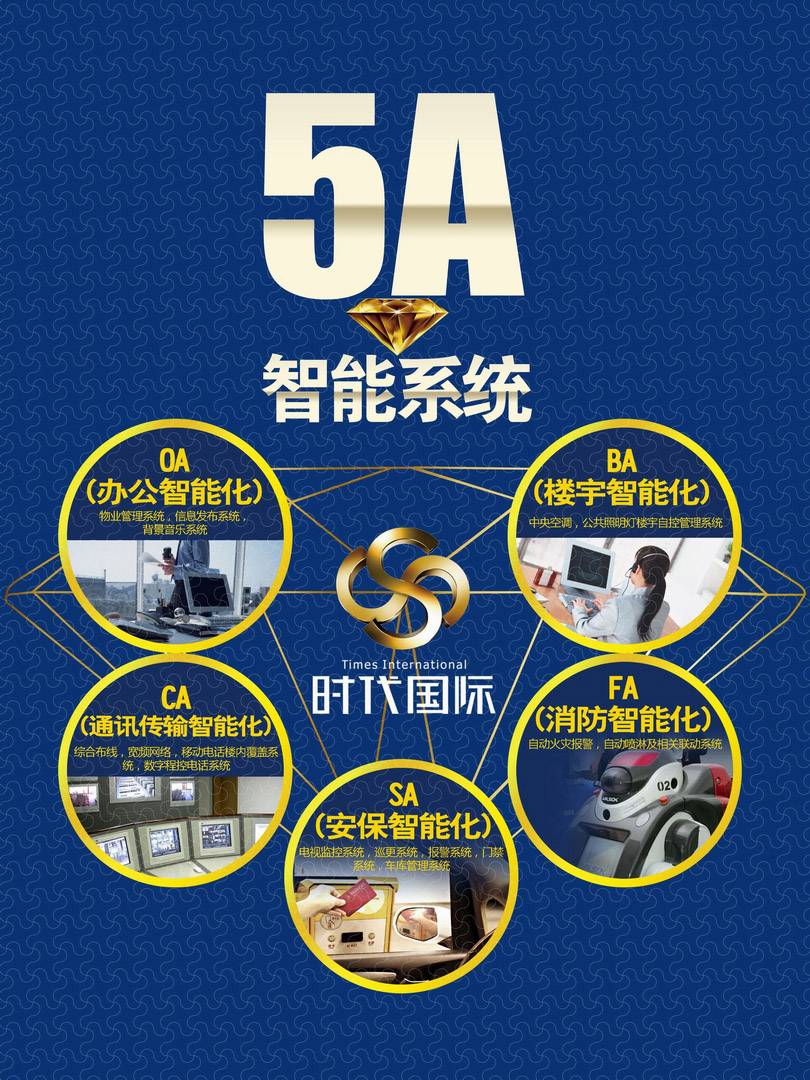 5A
智能系统
OA
（办公智能化）
物业管理系统，信息发布系统，
背景音乐系统
BA
（楼宇智能化）
中央空调，公共照明灯楼宇自控管理系统
Times International
时代国际
CA
（通讯传输智能化）
综合布线，宽频网络，移动电话楼内覆盖系
统，数字程控电话系统
FA
（消防智能化）
自动火灾报警，自动喷淋及相关联动系统
02
ALSOK
SA
（安保智能化）
电视监控系统，巡更系统，报警系统，门禁
系统，车库管理系统